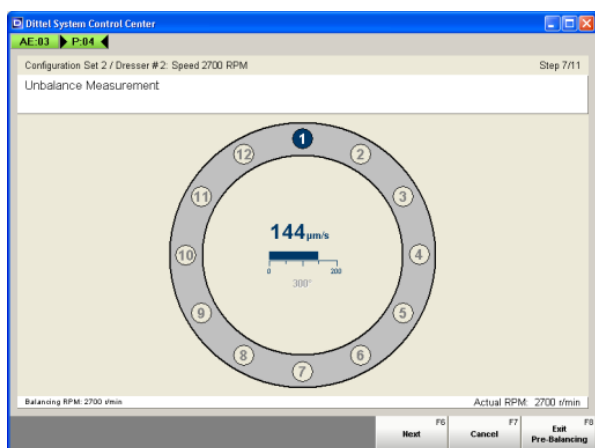 Dittel System Control Center
AE:03 P:04
Configuration Set 2 / Dresser #2: Speed 2700 RPM Step 7/11
Unbalance Measurement
1
2
3
4
5
6
7
8
9
10
11
12
144 µm/s
0 200
300°
Balancing RPM: 2700 r/min Actual RPM: 2700 r/min
F6 F7 F8
Next Cancel Exit
Pre-Balancing